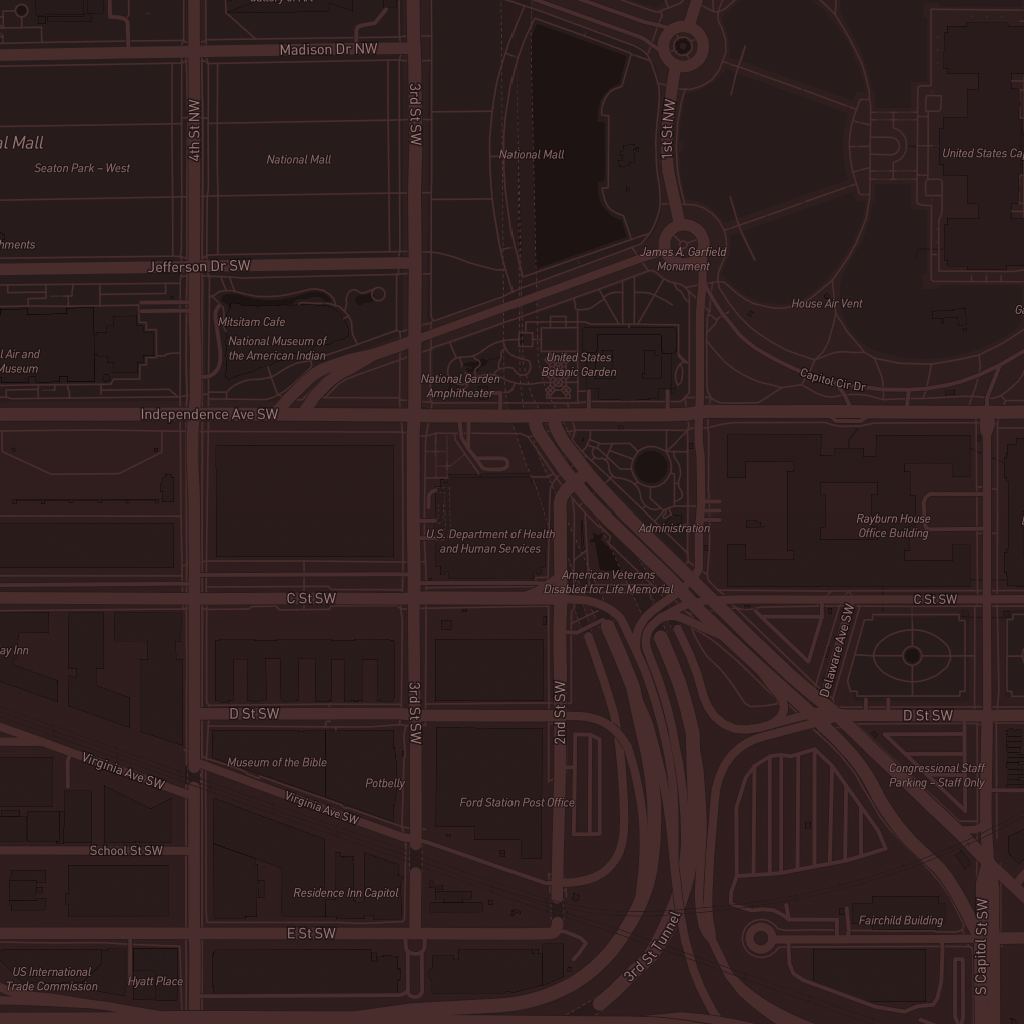 Madison Dr NW
3rd St SW
4th St NW
1st St NW
al Mall
Seaton Park – West
National Mall
National Mall
United States Cap
hments
Jefferson Dr SW
James A. Garfield
Monument
House Air Vent
Mitsitam Cafe
National Museum of
the American Indian
l Air and
Museum
United States
Botanic Garden
National Garden
Amphitheater
Capitol Cir Dr
Independence Ave SW
U.S. Department of Health
and Human Services
Administration
Rayburn House
Office Building
American Veterans
Disabled for Life Memorial
C St SW
C St SW
ay Inn
Delaware Ave SW
3rd St SW
2nd St SW
D St SW
D St SW
Virginia Ave SW
Museum of the Bible
Potbelly
Virginia Ave SW
Ford Station Post Office
Congressional Staff
Parking – Staff Only
School St SW
Residence Inn Capitol
Fairchild Building
E St SW
3rd St Tunnel
S Capitol St SW
US International
Trade Commission
Hyatt Place